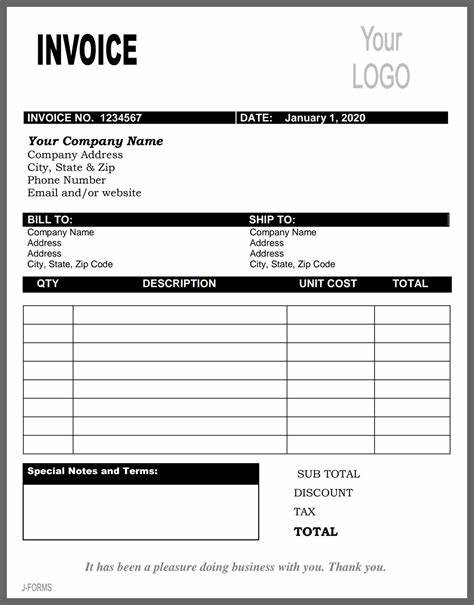 INVOICE
Your
LOGO
INVOICE NO. 1234567 DATE: January 1, 2020
Your Company Name
Company Address
City, State & Zip
Phone Number
Email and/or website
BILL TO: SHIP TO:
Company Name Company Name
Address Address
Address Address
City, State, Zip Code City, State, Zip Code
QTY DESCRIPTION UNIT COST TOTAL
Special Notes and Terms:
SUB TOTAL
DISCOUNT
TAX
TOTAL
It has been a pleasure doing business with you. Thank you.
J-FORMS